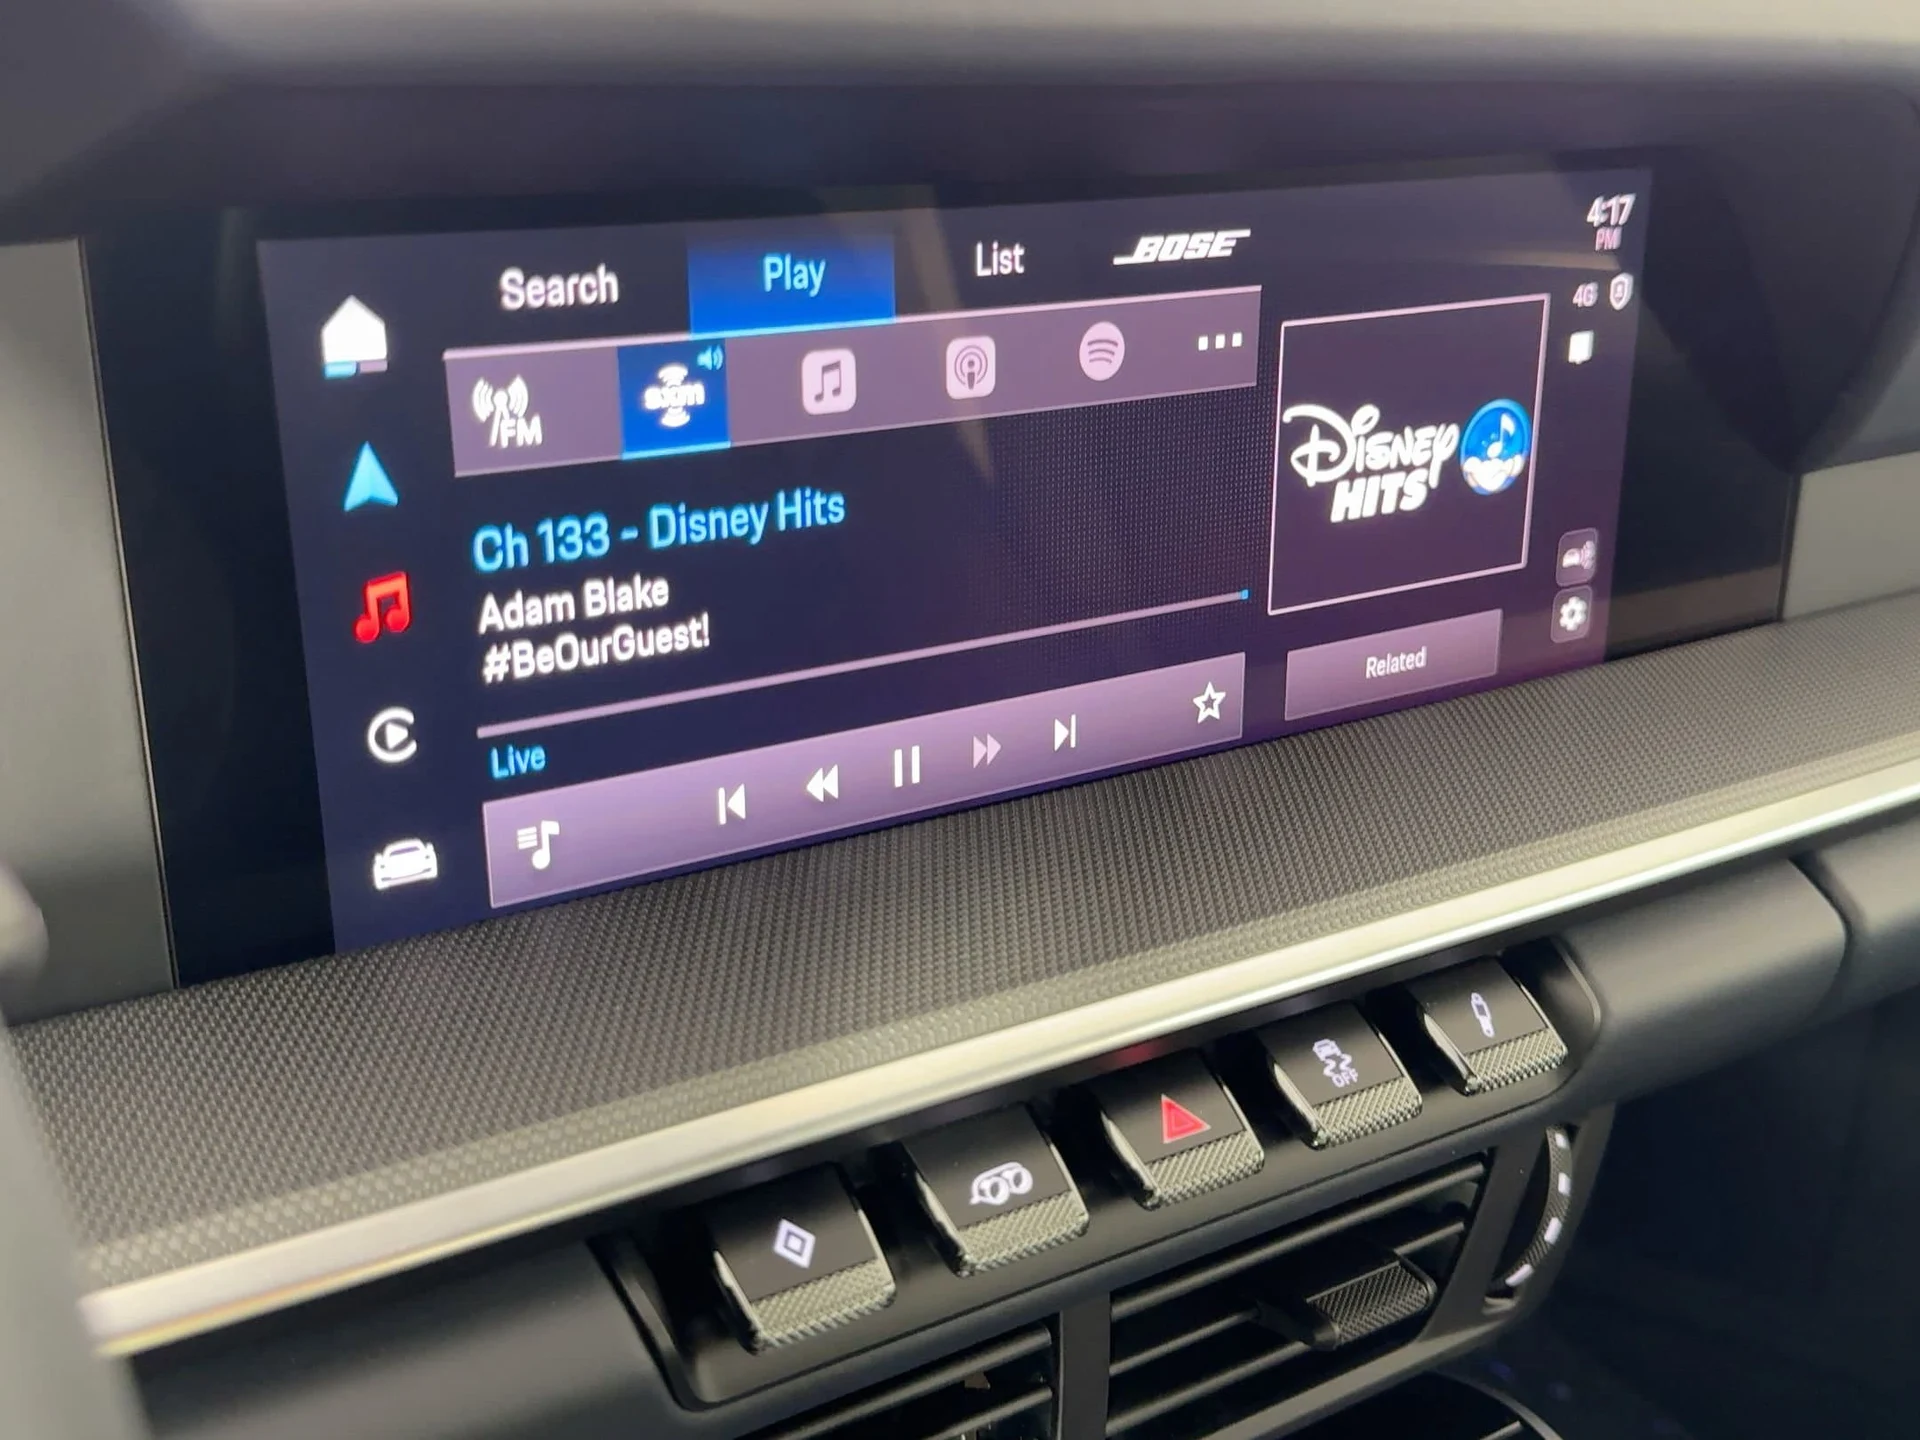 Search
Play
List
BOSE
4:17
PM
4G
FM
sxm
Ch 133 - Disney Hits
Adam Blake
#BeOurGuest!
Live
DISNEY
HITS
Related
OFF